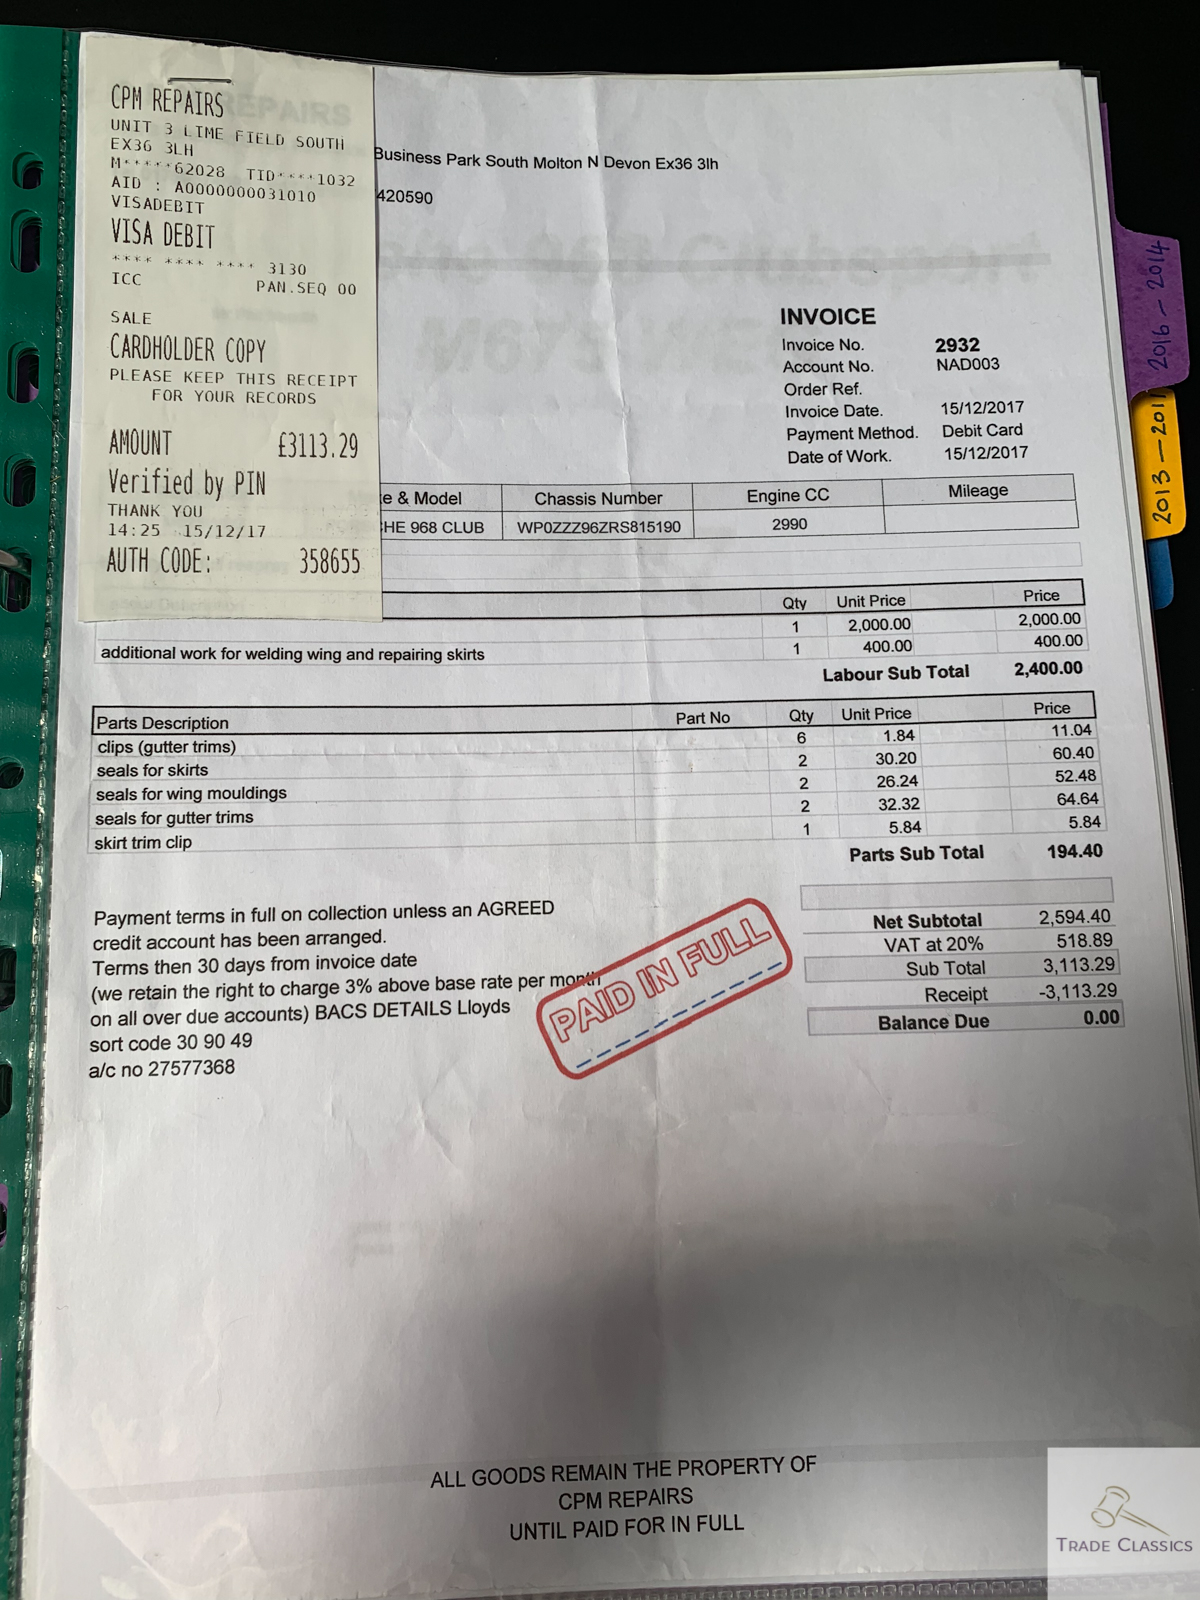 CPM REPAIRS
UNIT 3 LIME FIELD SOUTH
EX36 3LH
M*****62028 TID****1032
AID : A0000000031010
VISADEBIT
VISA DEBIT
**** **** **** 3130
ICC PAN.SEQ 00
SALE
CARDHOLDER COPY
PLEASE KEEP THIS RECEIPT
FOR YOUR RECORDS
AMOUNT £3113.29
Verified by PIN
THANK YOU
14:25 15/12/17
AUTH CODE: 358655
REPAIRS
Business Park South Molton N Devon Ex36 3lh
420590
INVOICE
Invoice No. 2932
Account No. NAD003
Order Ref.
Invoice Date. 15/12/2017
Payment Method. Debit Card
Date of Work. 15/12/2017
e & Model Chassis Number Engine CC Mileage
HE 968 CLUB WP0ZZZ96ZRS815190 2990
Qty Unit Price Price
1 2,000.00 2,000.00
additional work for welding wing and repairing skirts 1 400.00 400.00
Labour Sub Total 2,400.00
Parts Description Part No Qty Unit Price Price
clips (gutter trims) 6 1.84 11.04
seals for skirts 2 30.20 60.40
seals for wing mouldings 2 26.24 52.48
seals for gutter trims 2 32.32 64.64
skirt trim clip 1 5.84 5.84
Parts Sub Total 194.40
Payment terms in full on collection unless an AGREED
credit account has been arranged.
Terms then 30 days from invoice date
(we retain the right to charge 3% above base rate per month
on all over due accounts) BACS DETAILS Lloyds
sort code 30 90 49
a/c no 27577368
PAID IN FULL
Net Subtotal 2,594.40
VAT at 20% 518.89
Sub Total 3,113.29
Receipt -3,113.29
Balance Due 0.00
ALL GOODS REMAIN THE PROPERTY OF
CPM REPAIRS
UNTIL PAID FOR IN FULL
2016 - 2014
2013 - 2011
TRADE CLASSICS